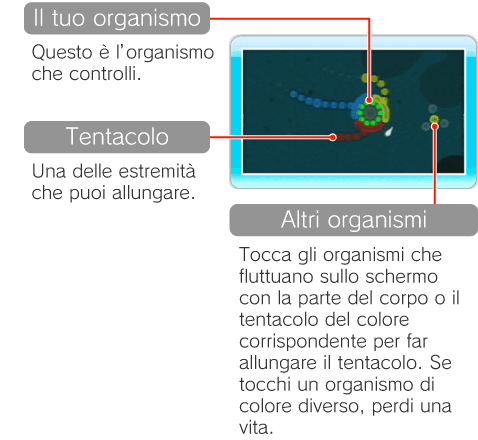 Il tuo organismo
Questo è l'organismo
che controlli.
Tentacolo
Una delle estremità
che puoi allungare.
Altri organismi
Tocca gli organismi che
fluttuano sullo schermo
con la parte del corpo o il
tentacolo del colore
corrispondente per far
allungare il tentacolo. Se
tocchi un organismo di
colore diverso, perdi una
vita.